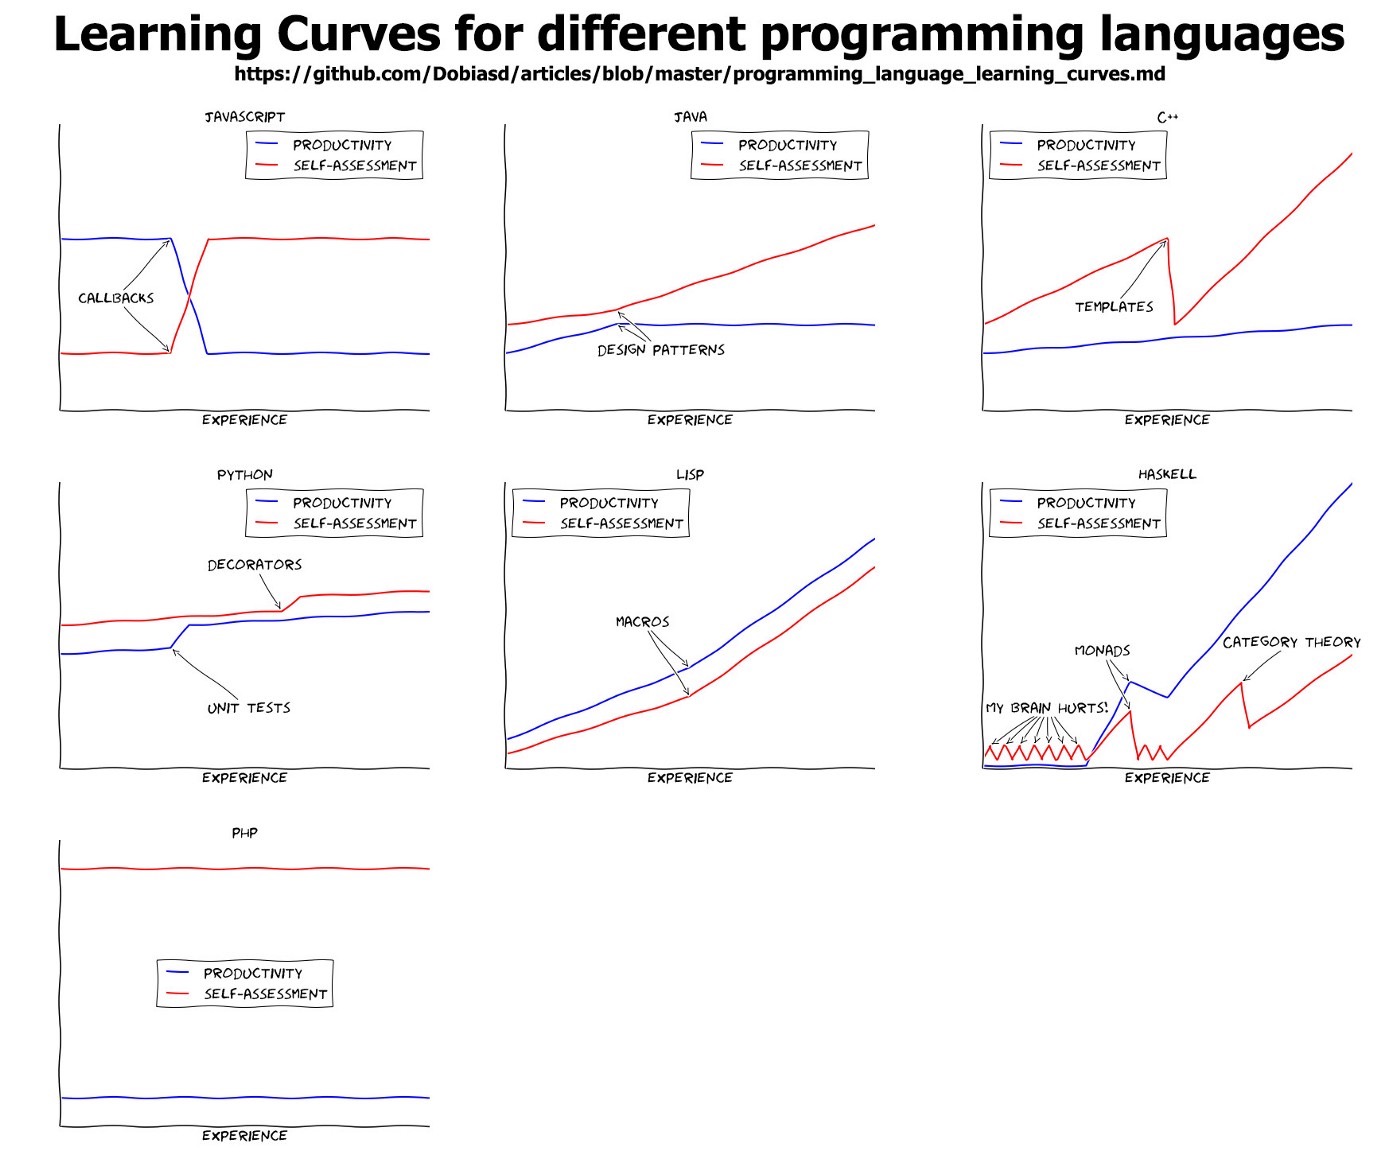 Learning Curves for different programming languages
https://github.com/Dobiasd/articles/blob/master/programming_language_learning_curves.md
JAVASCRIPT
PRODUCTIVITY
SELF-ASSESSMENT
CALLBACKS
EXPERIENCE
JAVA
PRODUCTIVITY
SELF-ASSESSMENT
DESIGN PATTERNS
EXPERIENCE
C++
PRODUCTIVITY
SELF-ASSESSMENT
TEMPLATES
EXPERIENCE
PYTHON
PRODUCTIVITY
SELF-ASSESSMENT
DECORATORS
UNIT TESTS
EXPERIENCE
LISP
PRODUCTIVITY
SELF-ASSESSMENT
MACROS
EXPERIENCE
HASKELL
PRODUCTIVITY
SELF-ASSESSMENT
CATEGORY THEORY
MONADS
MY BRAIN HURTS!
EXPERIENCE
PHP
PRODUCTIVITY
SELF-ASSESSMENT
EXPERIENCE